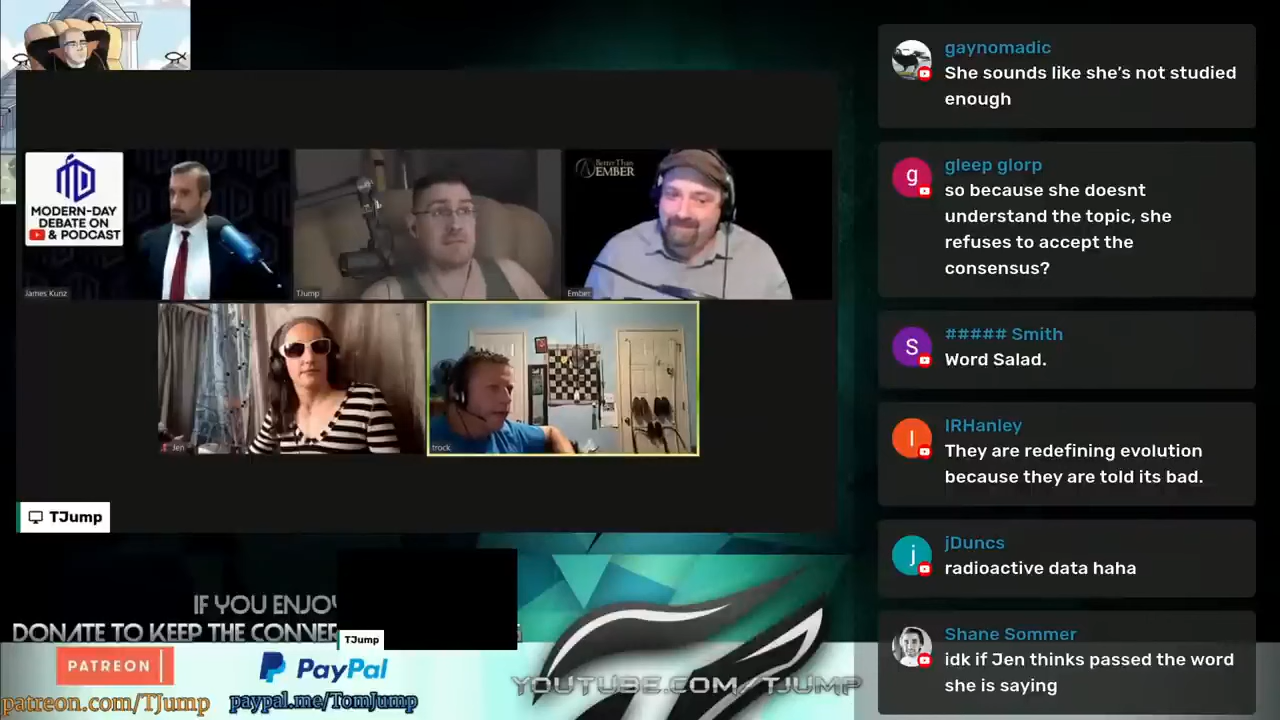 MODERN-DAY
DEBATE ON
& PODCAST
James Kunz
TJump
Better Than
EMBER
Ember
Jen
trock
TJump
IF YOU ENJOY
DONATE TO KEEP THE CONVER
TJump
PATREON
PayPal
patreon.com/TJump
paypal.me/TomJump
YOUTUBE.COM/TJUMP
gaynomadic
She sounds like she's not studied
enough
g
gleep glorp
so because she doesnt
understand the topic, she
refuses to accept the
consensus?
S
##### Smith
Word Salad.
I
IRHanley
They are redefining evolution
because they are told its bad.
j
jDuncs
radioactive data haha
Shane Sommer
idk if Jen thinks passed the word
she is saying